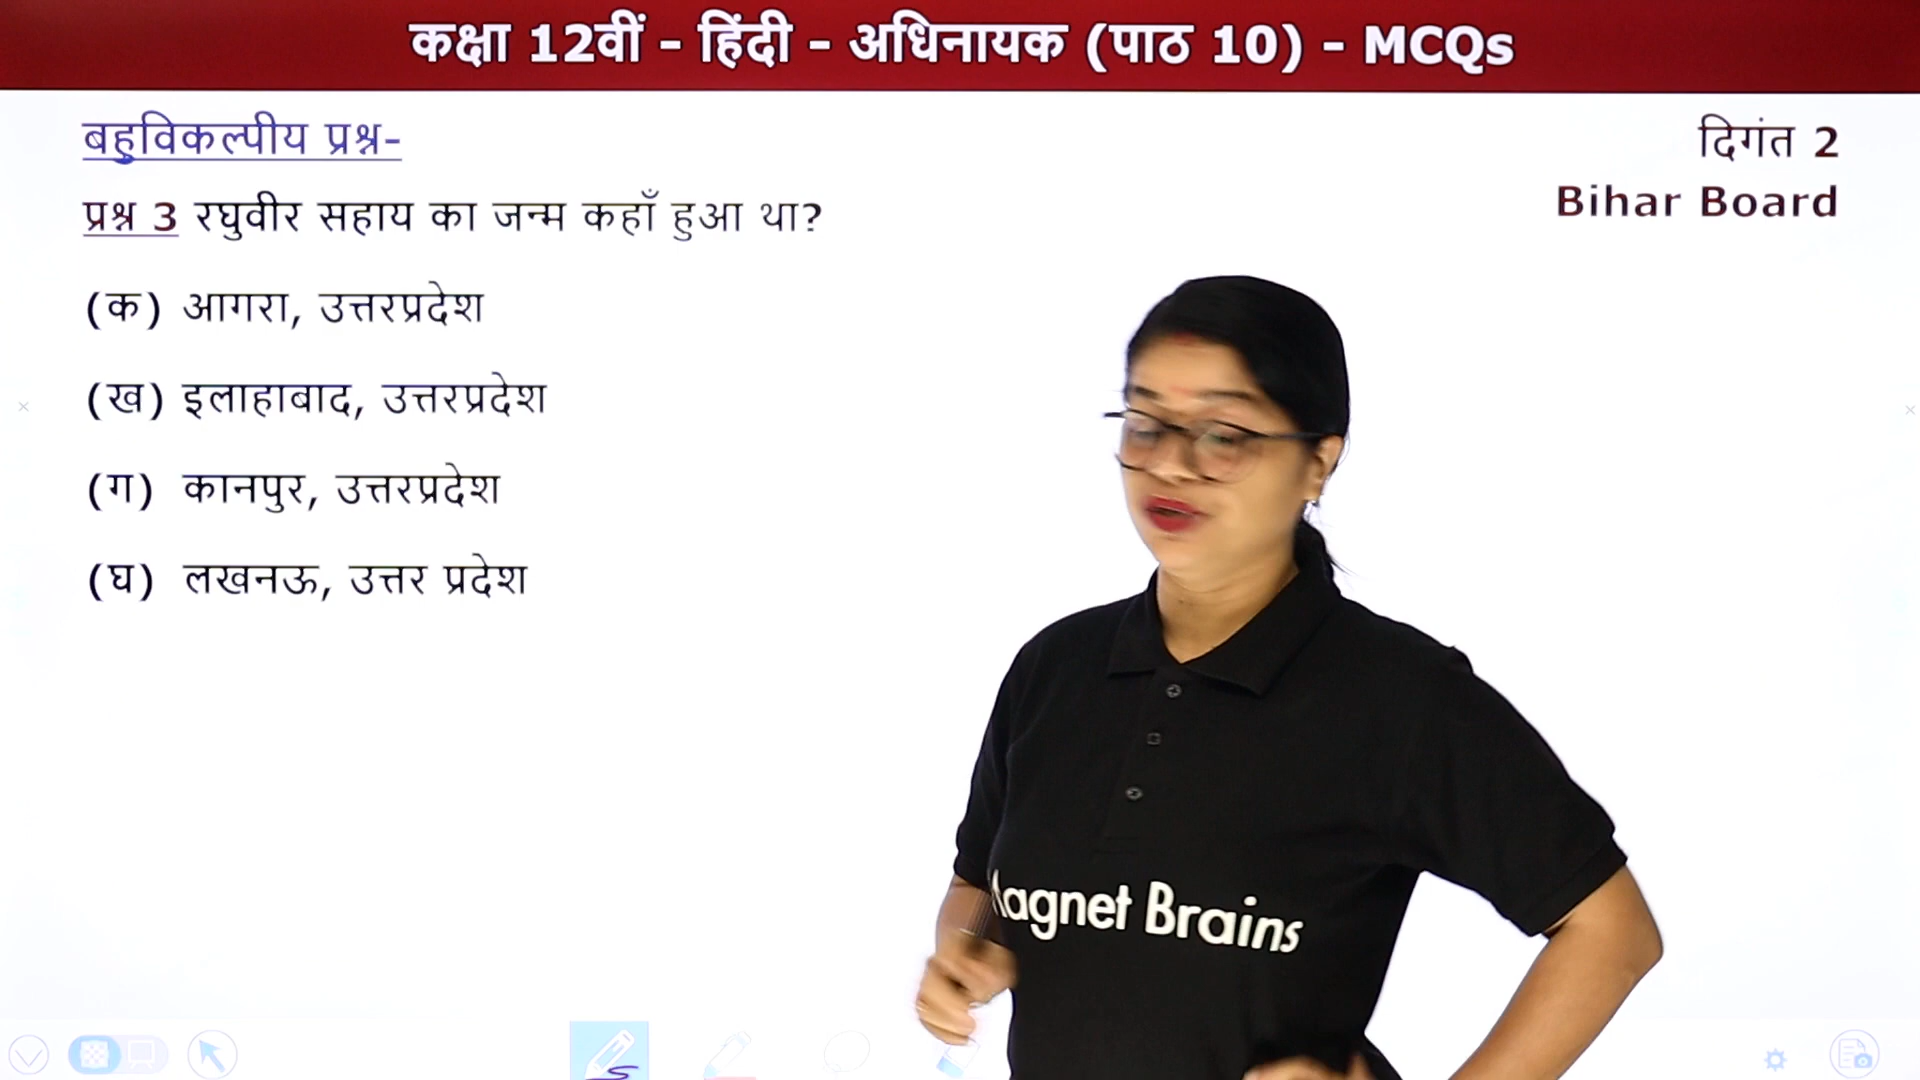 कक्षा 12वीं - हिंदी - अधिनायक (पाठ 10) - MCQs
बहुविकल्पीय प्रश्न-
दिगंत 2
Bihar Board
प्रश्न 3 रघुवीर सहाय का जन्म कहाँ हुआ था?
(क) आगरा, उत्तरप्रदेश
(ख) इलाहाबाद, उत्तरप्रदेश
(ग) कानपुर, उत्तरप्रदेश
(घ) लखनऊ, उत्तर प्रदेश
Brains